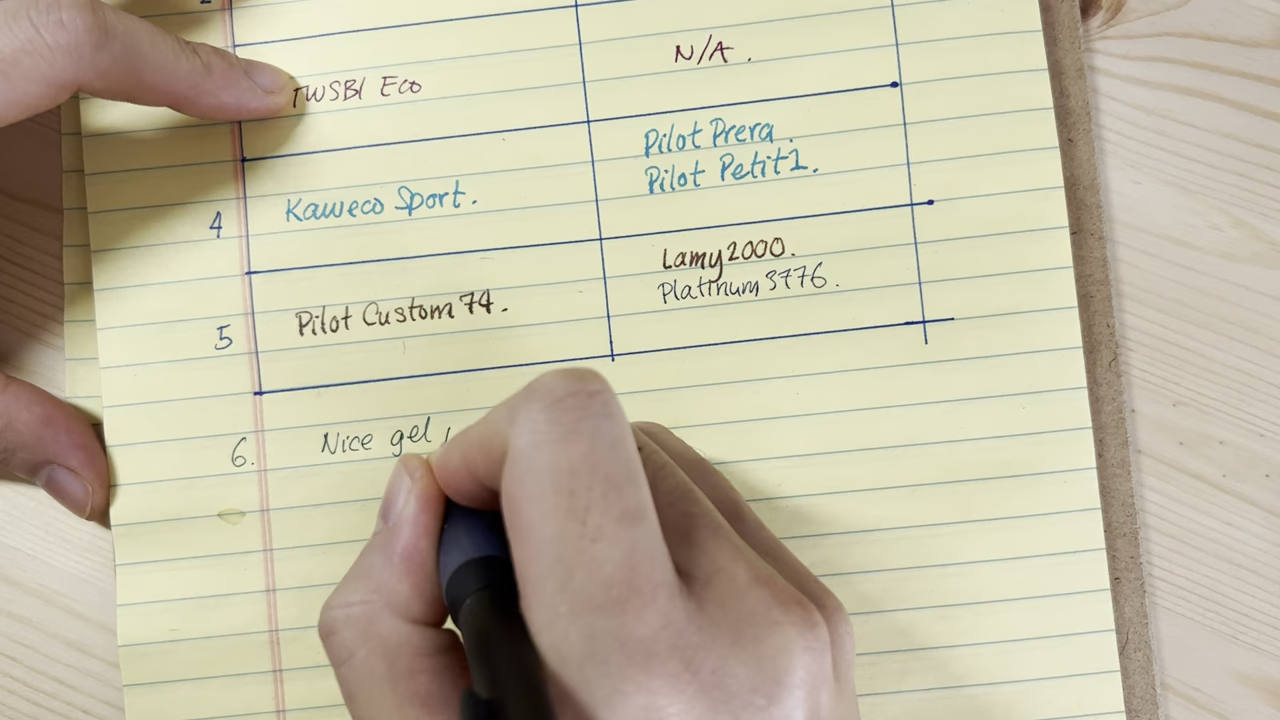 N/A.
TWSBI Eco
Pilot Prera.
Pilot Petit1.
4 Kaweco Sport.
Lamy2000.
Platinum 3776.
5 Pilot Custom 74.
6. Nice gel